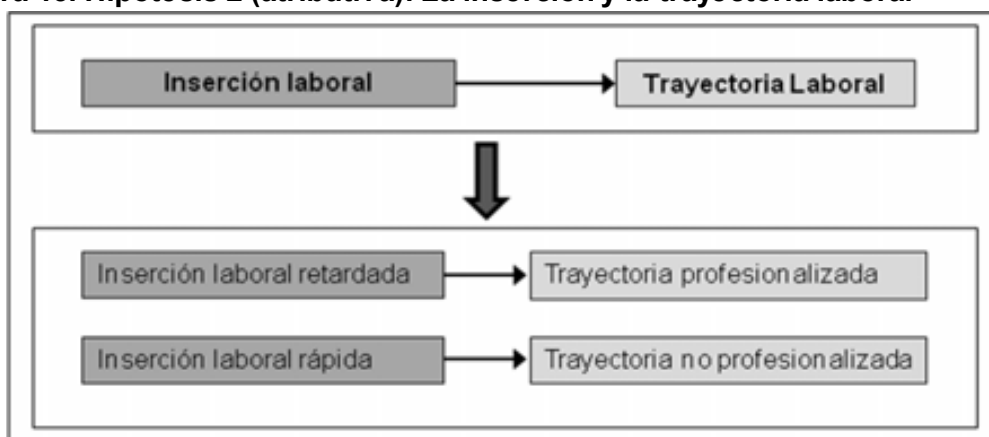 Hipótesis 2 (atributiva): La inserción y la trayectoria laboral
Inserción laboral
Trayectoria Laboral
Inserción laboral retardada
Trayectoria profesionalizada
Inserción laboral rápida
Trayectoria no profesionalizada